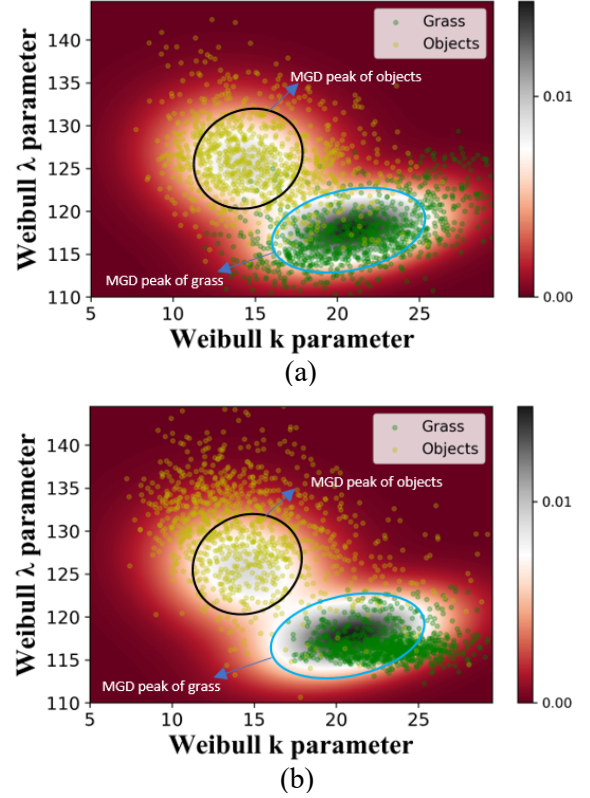 Grass
Objects
MGD peak of objects
MGD peak of grass
Weibull λ parameter
140
135
130
125
120
115
110
5
10
15
20
25
Weibull k parameter
0.01
0.00
(a)
Grass
Objects
MGD peak of objects
MGD peak of grass
Weibull λ parameter
140
135
130
125
120
115
110
5
10
15
20
25
Weibull k parameter
0.01
0.00
(b)